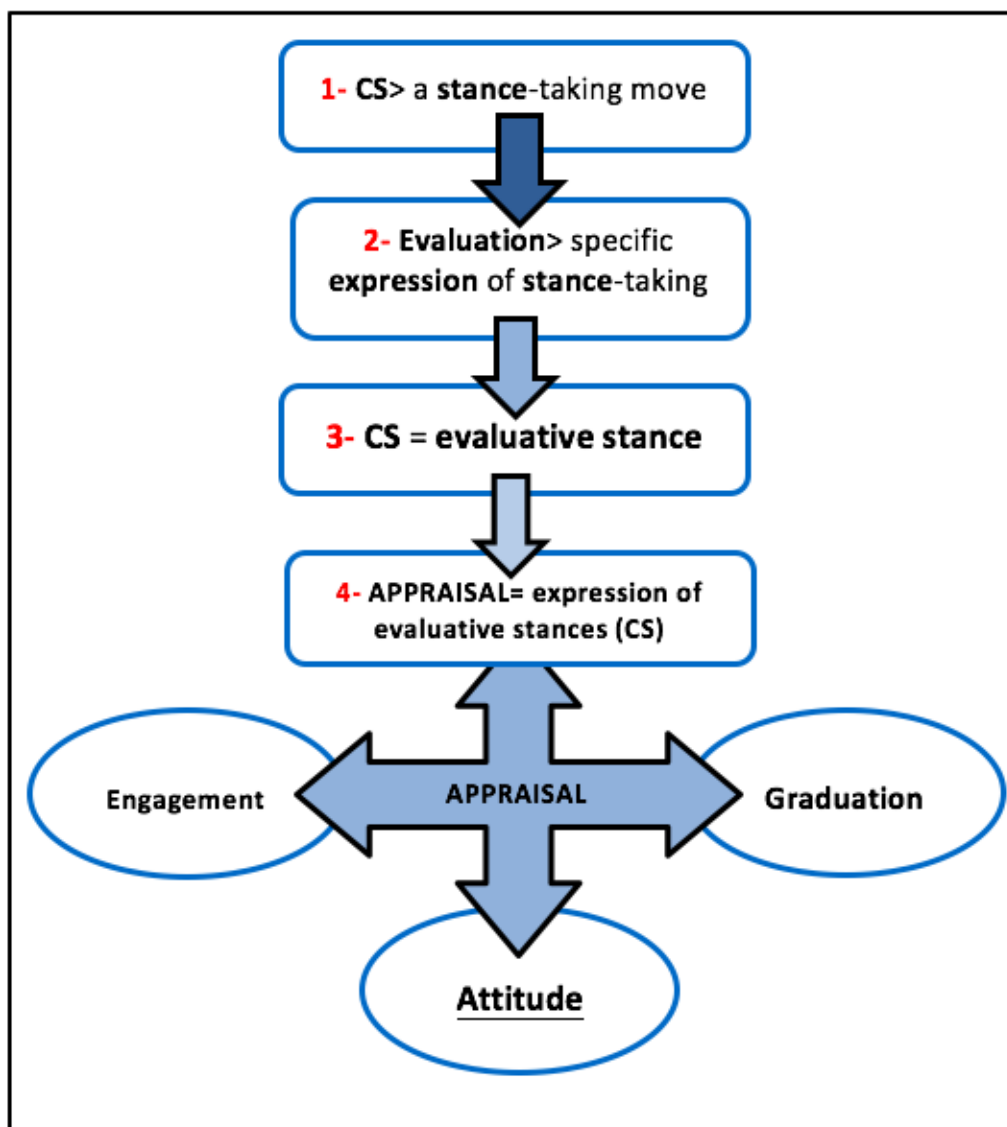 1- CS> a stance-taking move
2- Evaluation> specific
expression of stance-taking
3- CS = evaluative stance
4- APPRAISAL= expression of
evaluative stances (CS)
Engagement
APPRAISAL
Graduation
Attitude